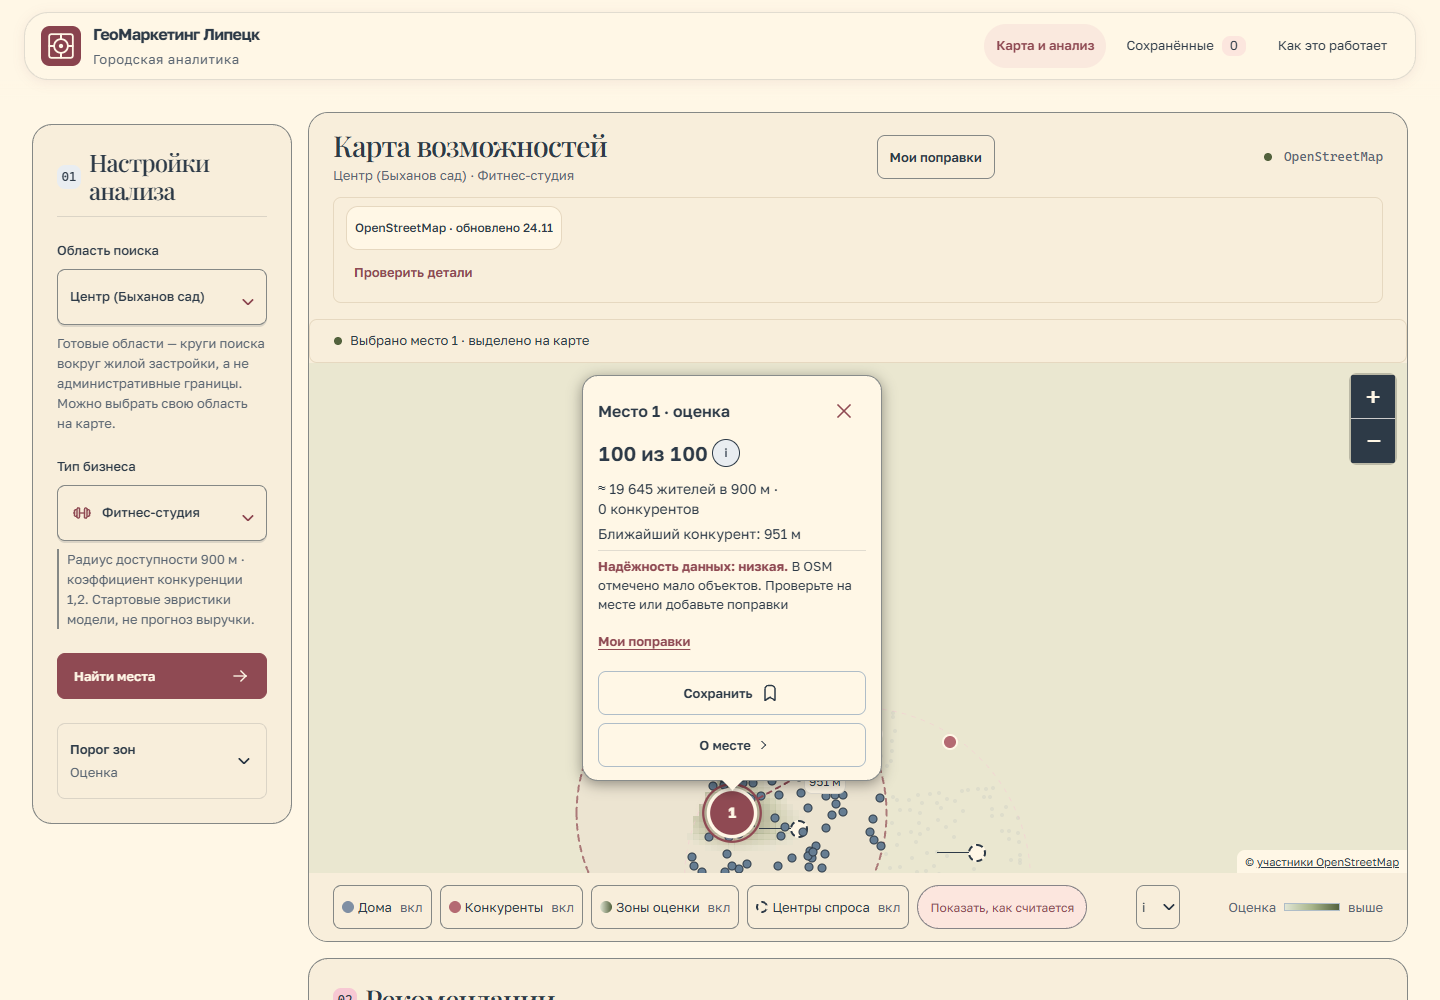 ГеоМаркетинг Липецк
Городская аналитика
Карта и анализ
Сохранённые 0
Как это работает
01
Настройки
анализа
Область поиска
Центр (Быханов сад)
Готовые области — круги поиска
вокруг жилой застройки, а не
административные границы.
Можно выбрать свою область
на карте.
Тип бизнеса
Фитнес-студия
Радиус доступности 900 м ·
коэффициент конкуренции
1,2. Стартовые эвристики
модели, не прогноз выручки.
Найти места
Порог зон
Оценка
Карта возможностей
Центр (Быханов сад) · Фитнес-студия
Мои поправки
OpenStreetMap
OpenStreetMap · обновлено 24.11
Проверить детали
Выбрано место 1 · выделено на карте
Место 1 · оценка
100 из 100 i
≈ 19 645 жителей в 900 м ·
0 конкурентов
Ближайший конкурент: 951 м
Надёжность данных: низкая. В OSM
отмечено мало объектов. Проверьте на
месте или добавьте поправки
Мои поправки
Сохранить
О месте
951 м
1
+
−
© участники OpenStreetMap
Дома вкл
Конкуренты вкл
Зоны оценки вкл
Центры спроса вкл
Показать, как считается
i
Оценка выше
02
Рекомендации